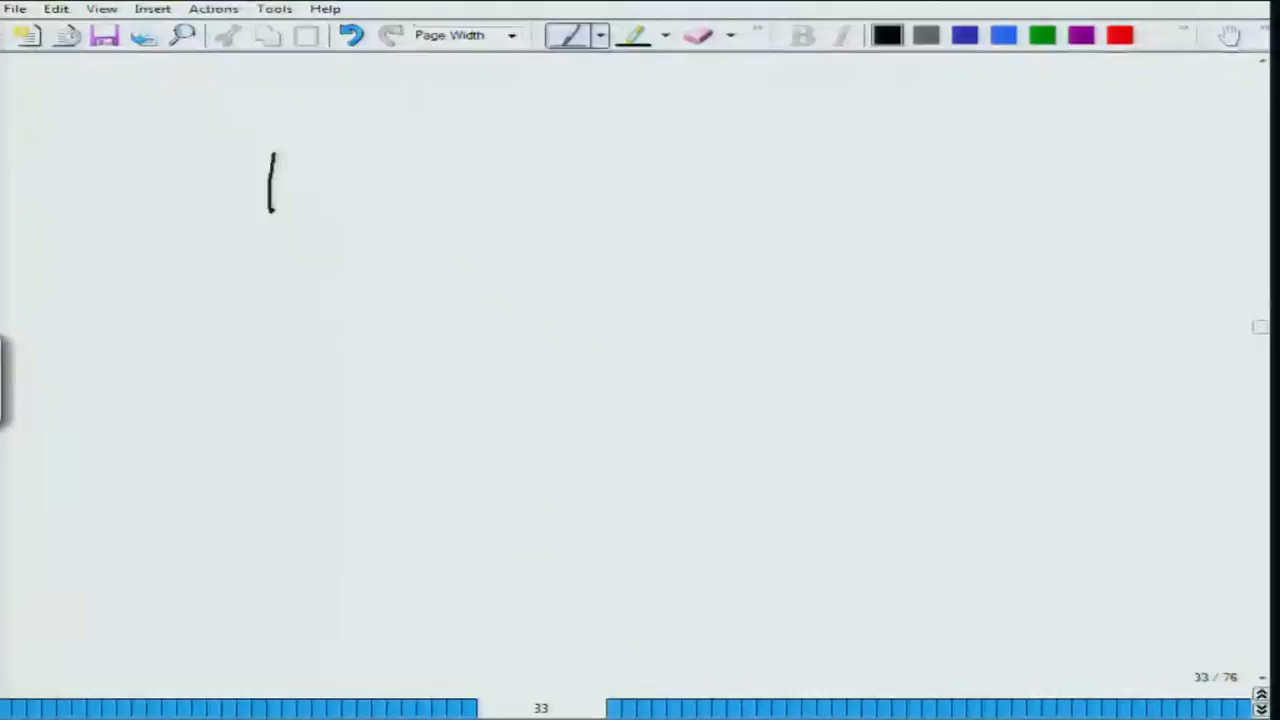 File Edit View Insert Actions Tools Help
Page Width
B I
33 / 76
33